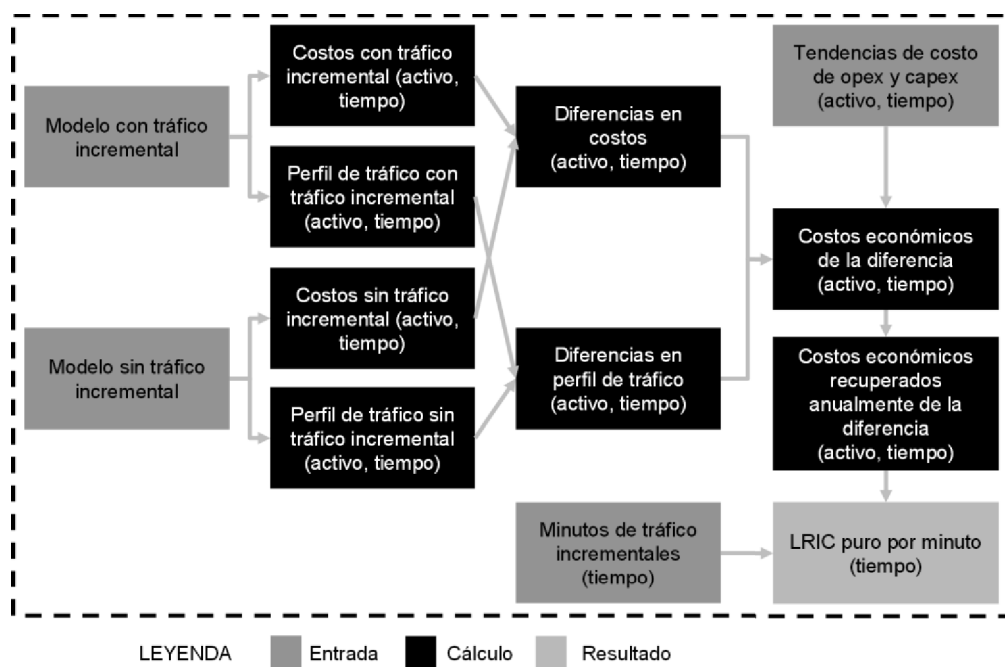 Modelo con tráfico
incremental
Costos con tráfico
incremental (activo,
tiempo)
Perfil de tráfico con
tráfico incremental
(activo, tiempo)
Modelo sin tráfico
incremental
Costos sin tráfico
incremental (activo,
tiempo)
Perfil de tráfico sin
tráfico incremental
(activo, tiempo)
Diferencias en
costos
(activo, tiempo)
Diferencias en
perfil de tráfico
(activo, tiempo)
Minutos de tráfico
incrementales
(tiempo)
Tendencias de costo
de opex y capex
(activo, tiempo)
Costos económicos
de la diferencia
(activo, tiempo)
Costos económicos
recuperados
anualmente de la
diferencia
(activo, tiempo)
LRIC puro por minuto
(tiempo)
LEYENDA
Entrada
Cálculo
Resultado